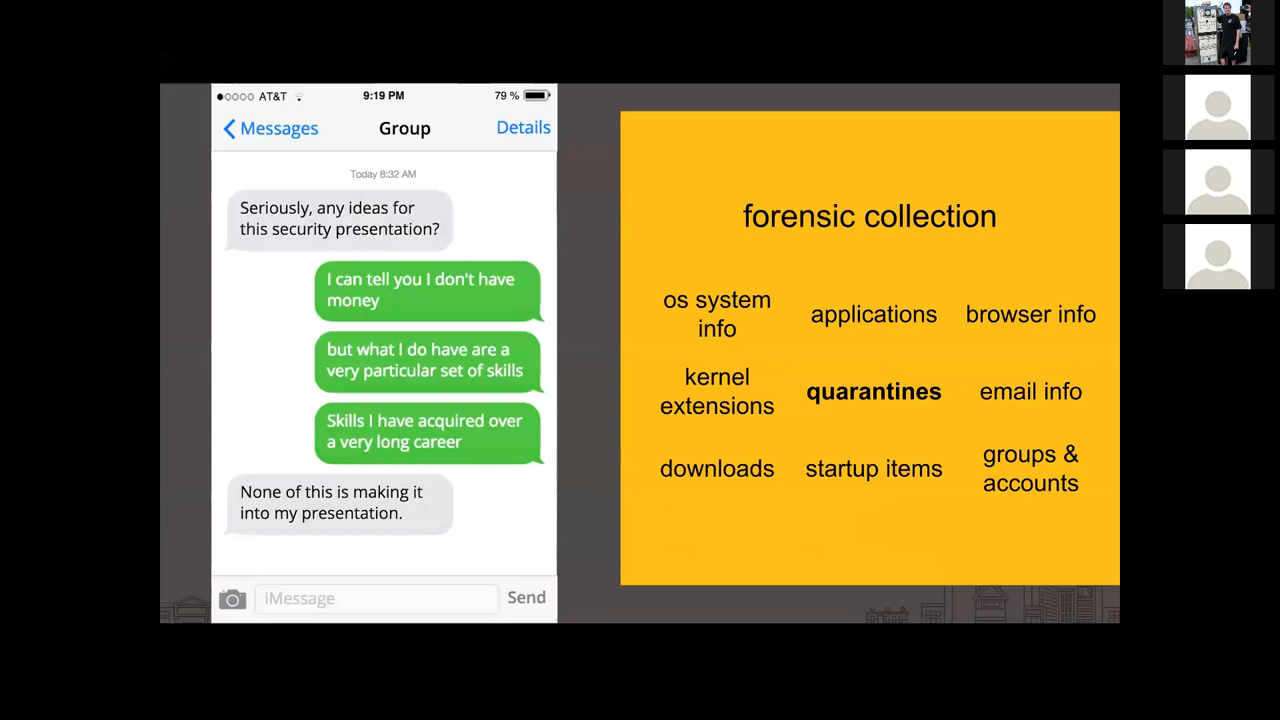 AT&T 9:19 PM 79 %
Messages Group Details
Today 8:32 AM
Seriously, any ideas for
this security presentation?
I can tell you I don't have
money
but what I do have are a
very particular set of skills
Skills I have acquired over
a very long career
None of this is making it
into my presentation.
iMessage Send
forensic collection
os system
info
applications
browser info
kernel
extensions
quarantines
email info
downloads
startup items
groups &
accounts